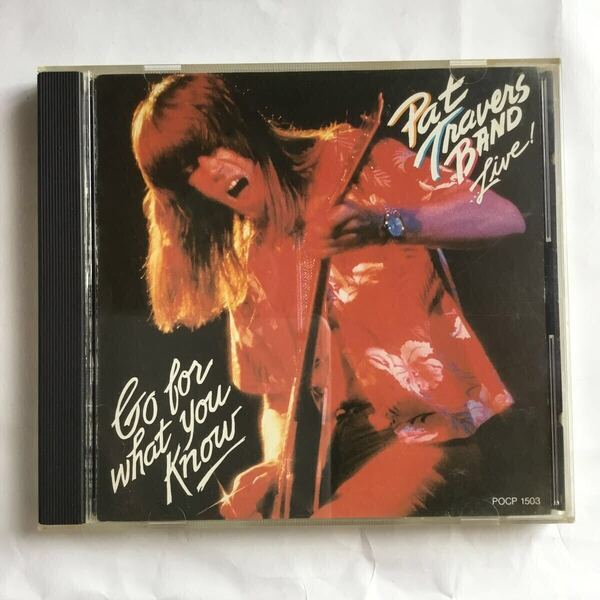 Pat
Travers
BAND
Live!
Go for
what you
Know
POCP 1503